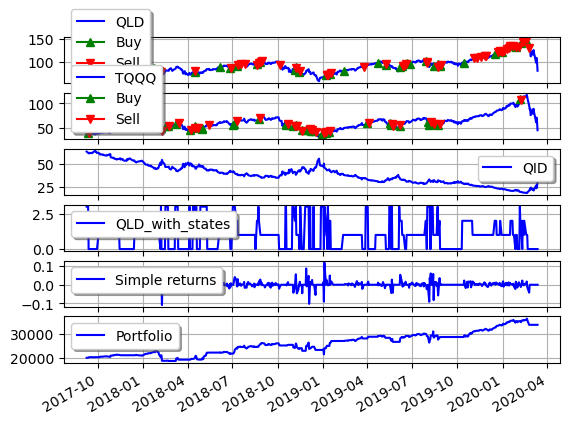 QLD
Buy
Sell
150
100
TQQQ
Buy
Sell
100
50
QID
50
25
QLD_with_states
2.5
0.0
Simple returns
0.1
0.0
−0.1
Portfolio
30000
20000
2017-10
2018-01
2018-04
2018-07
2018-10
2019-01
2019-04
2019-07
2019-10
2020-01
2020-04